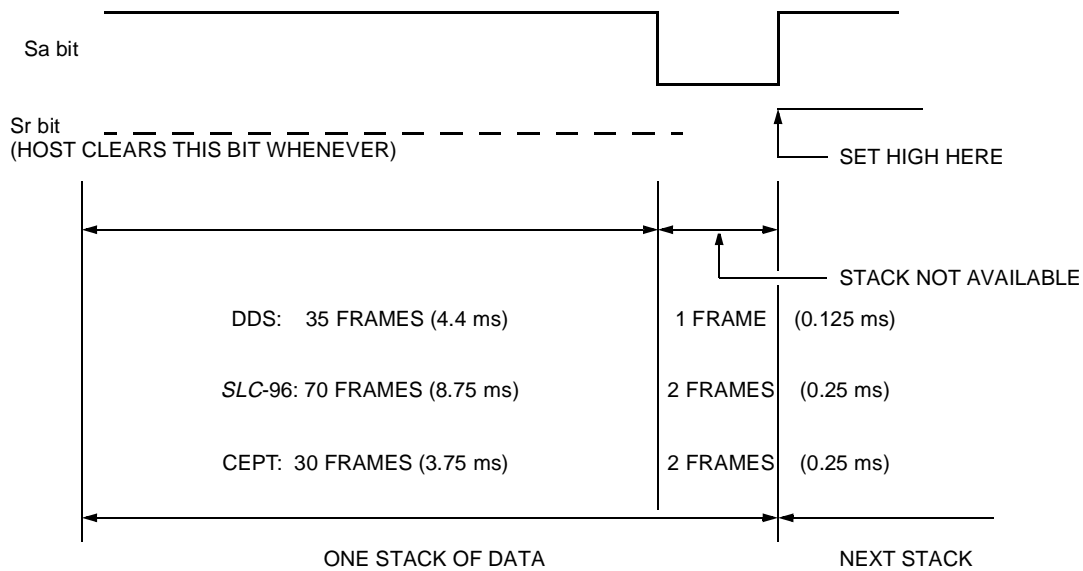 Sa bit
Sr bit
(HOST CLEARS THIS BIT WHENEVER)
SET HIGH HERE
STACK NOT AVAILABLE
DDS: 35 FRAMES (4.4 ms) 1 FRAME (0.125 ms)
SLC-96: 70 FRAMES (8.75 ms) 2 FRAMES (0.25 ms)
CEPT: 30 FRAMES (3.75 ms) 2 FRAMES (0.25 ms)
ONE STACK OF DATA NEXT STACK